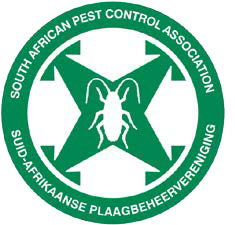 SOUTH AFRICAN PEST CONTROL ASSOCIATION
SUID-AFRIKAANSE PLAAGBEHEERVERENIGING